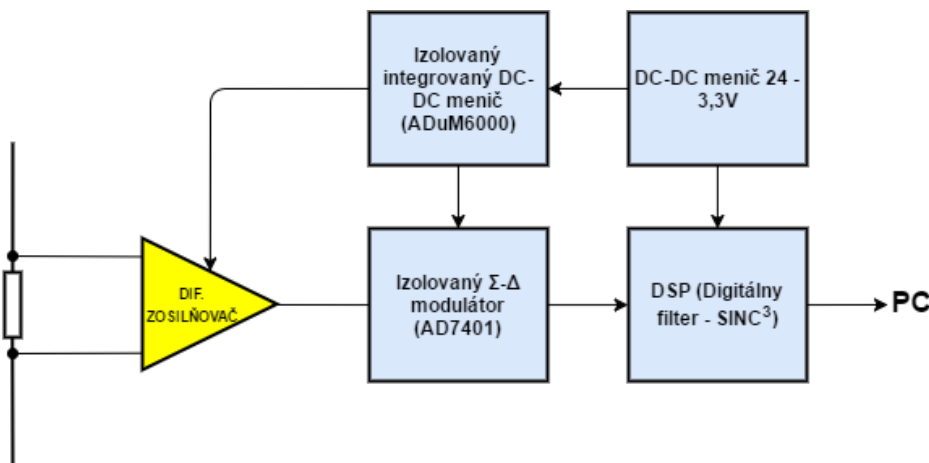 Izolovaný
integrovaný DC-
DC menič
(ADuM6000)
DC-DC menič 24 -
3,3V
DIF.
ZOSILŇOVAČ
Izolovaný Σ-Δ
modulátor
(AD7401)
DSP (Digitálny
filter - SINC³)
PC